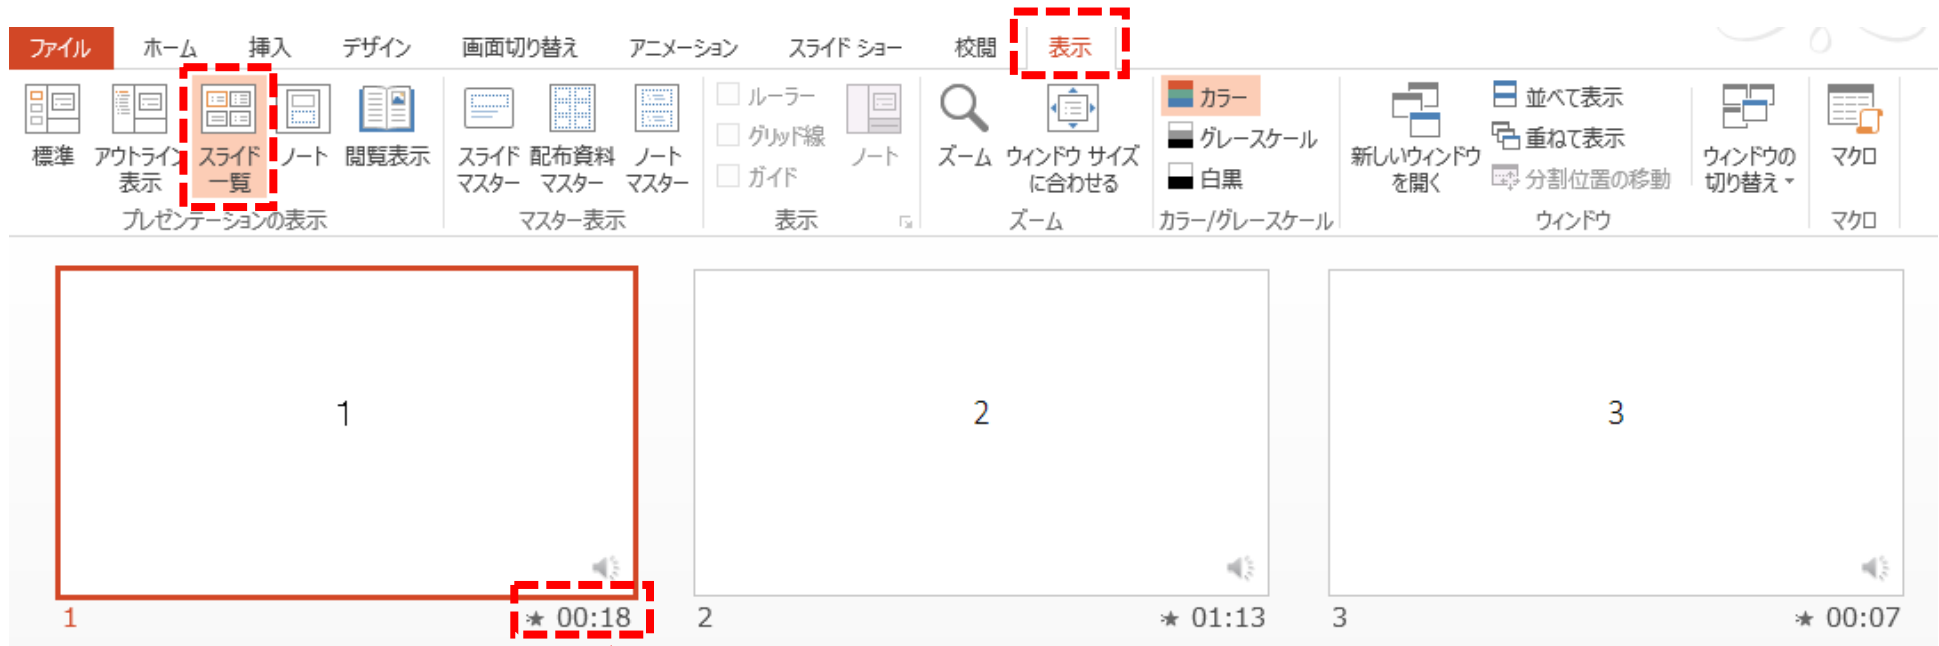 ファイル ホーム 挿入 デザイン 画面切り替え アニメーション スライド ショー 校閲 表示
標準
アウトライン
表示
スライド
一覧
ノート
閲覧表示
プレゼンテーションの表示
スライド
マスター
配布資料
マスター
ノート
マスター
マスター表示
ルーラー
グリッド線
ガイド
ノート
表示
ズーム
ウィンドウ サイズ
に合わせる
ズーム
カラー
グレースケール
白黒
カラー/グレースケール
新しいウィンドウ
を開く
並べて表示
重ねて表示
分割位置の移動
ウィンドウの
切り替え
ウィンドウ
マクロ
マクロ
1
2
3
1 00:18
2 01:13
3 00:07